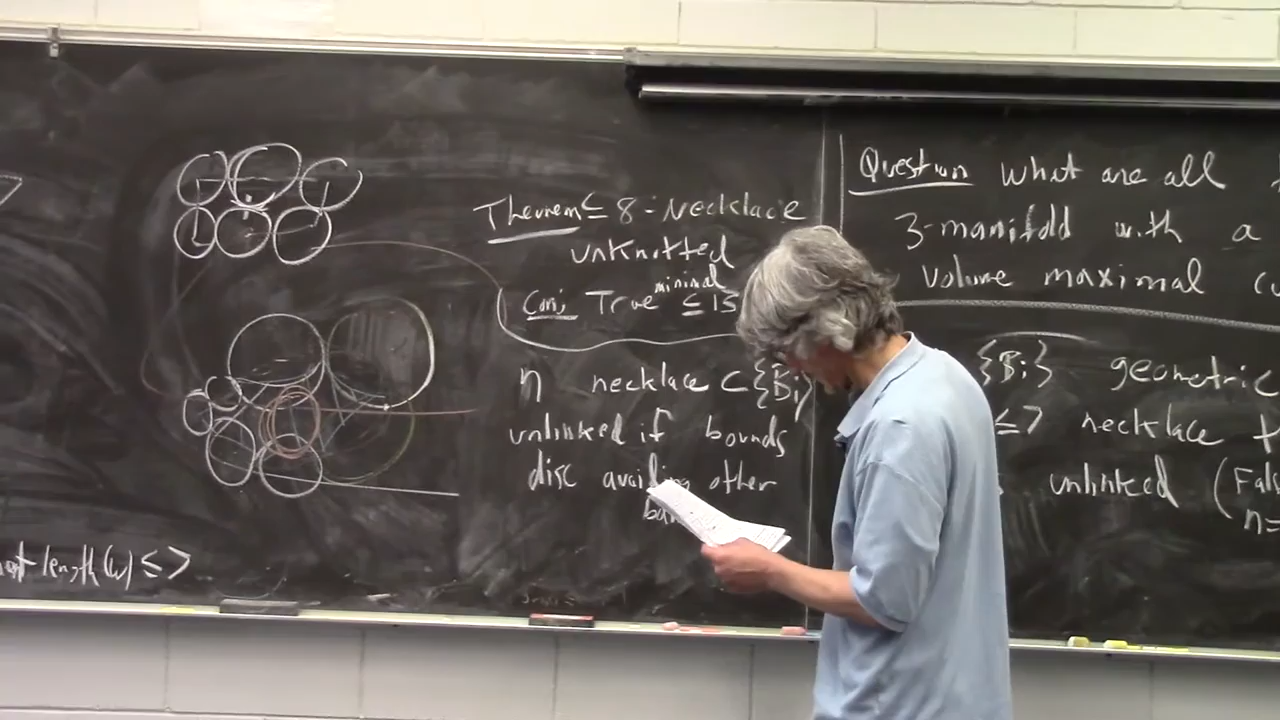 Theorem ≤ 8-Necklace
unknotted
minimal
Conj True ≤ 15
η necklace ⊂ {Bi}
unlinked if bounds
disc avoiding other
length(w) ≤ 7
Question What are all
3-manifold with a
volume maximal
{Bi} geometric
≤7 necklace
unlinked (Fal
n=